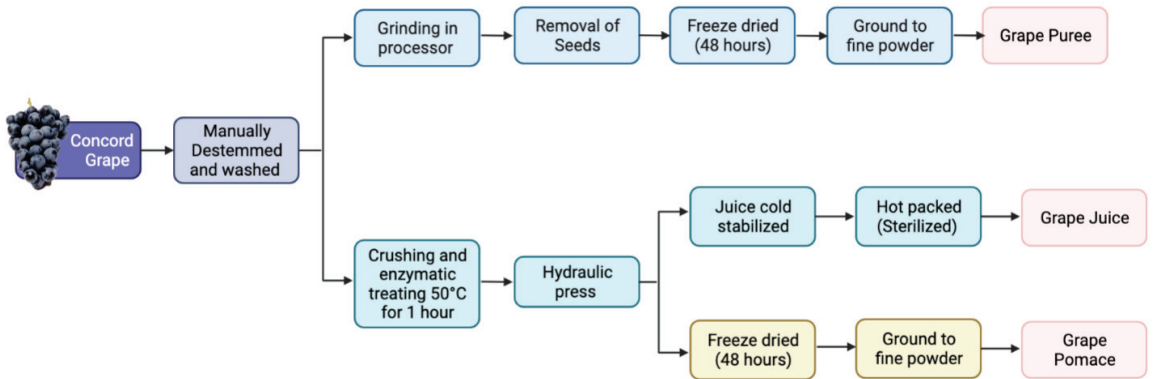 Grinding in
processor
Removal of
Seeds
Freeze dried
(48 hours)
Ground to
fine powder
Grape Puree
Concord
Grape
Manually
Destemmed
and washed
Crushing and
enzymatic
treating 50°C
for 1 hour
Hydraulic
press
Juice cold
stabilized
Hot packed
(Sterilized)
Grape Juice
Freeze dried
(48 hours)
Ground to
fine powder
Grape
Pomace